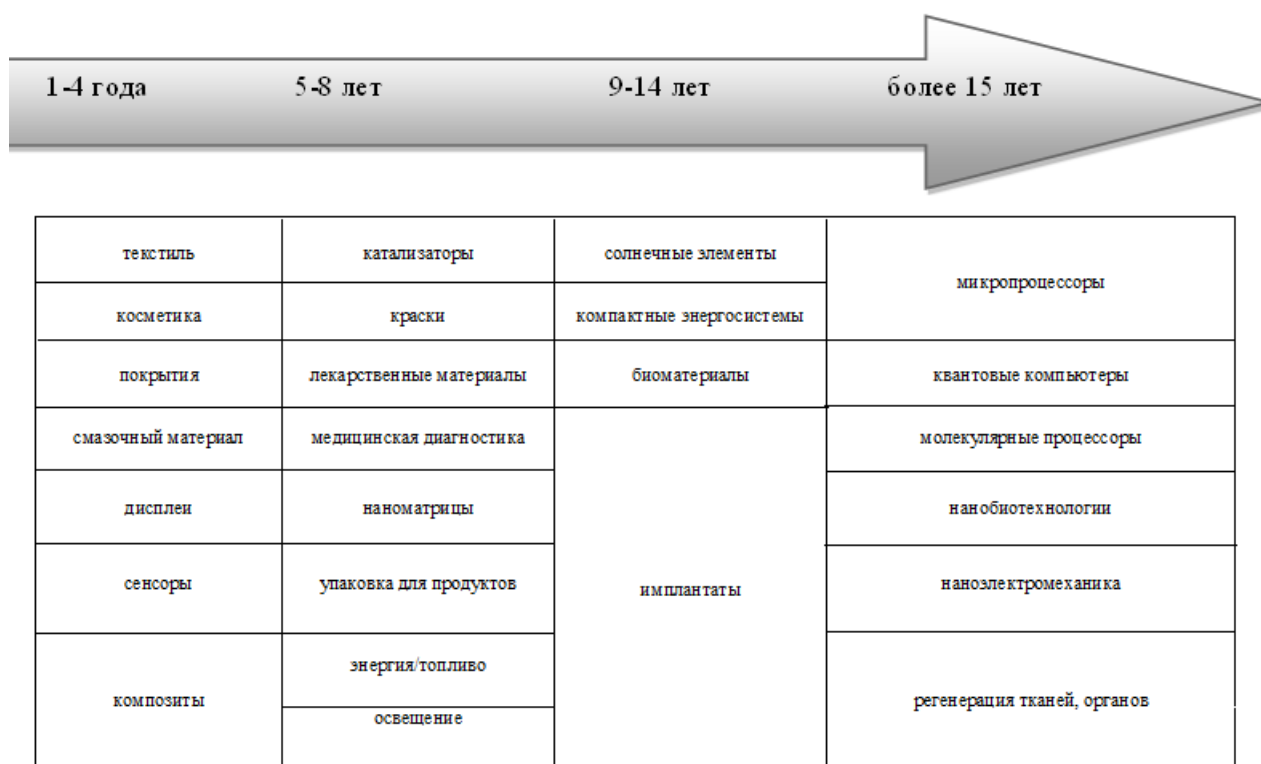 1-4 года 5-8 лет 9-14 лет более 15 лет
текстиль катализаторы солнечные элементы
микропроцессоры
косметика краски компактные энергосистемы
покрытия лекарственные материалы биоматериалы квантовые компьютеры
смазочный материал медицинская диагностика молекулярные процессоры
дисплеи наноматрицы нанобиотехнологии
сенсоры упаковка для продуктов имплантаты наноэлектромеханика
энергия/топливо
композиты регенерация тканей, органов
освещение